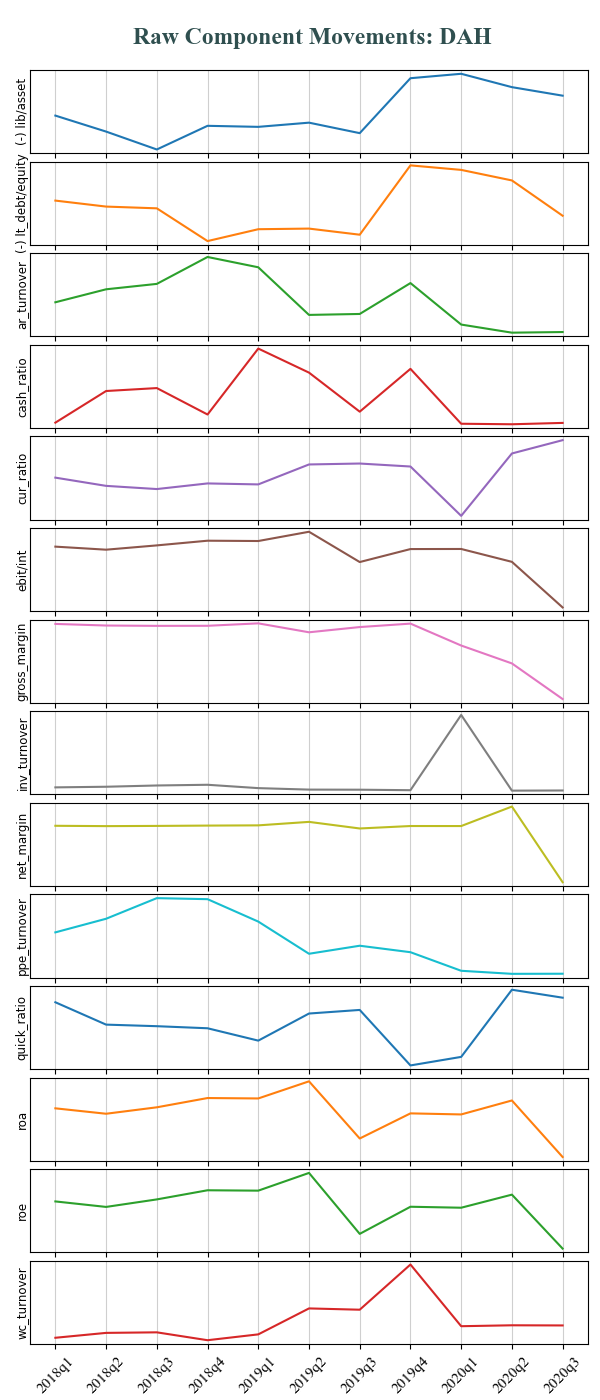 Raw Component Movements: DAH
(-) lib/asset
(-) lt_debt/equity
ar_turnover
cash_ratio
cur_ratio
ebit/int
gross_margin
inv_turnover
net_margin
ppe_turnover
quick_ratio
roa
roe
wc_turnover
2018q1 2018q2 2018q3 2018q4 2019q1 2019q2 2019q3 2019q4 2020q1 2020q2 2020q3